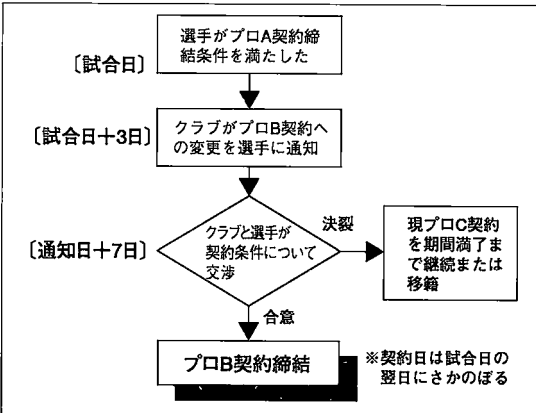 〔試合日〕
選手がプロA契約締
結条件を満たした
〔試合日＋3日〕
クラブがプロB契約へ
の変更を選手に通知
〔通知日＋7日〕
クラブと選手が
契約条件について
交渉
決裂
現プロC契約
を期間満了ま
で継続または
移籍
合意
プロB契約締結
※契約日は試合日の
翌日にさかのぼる